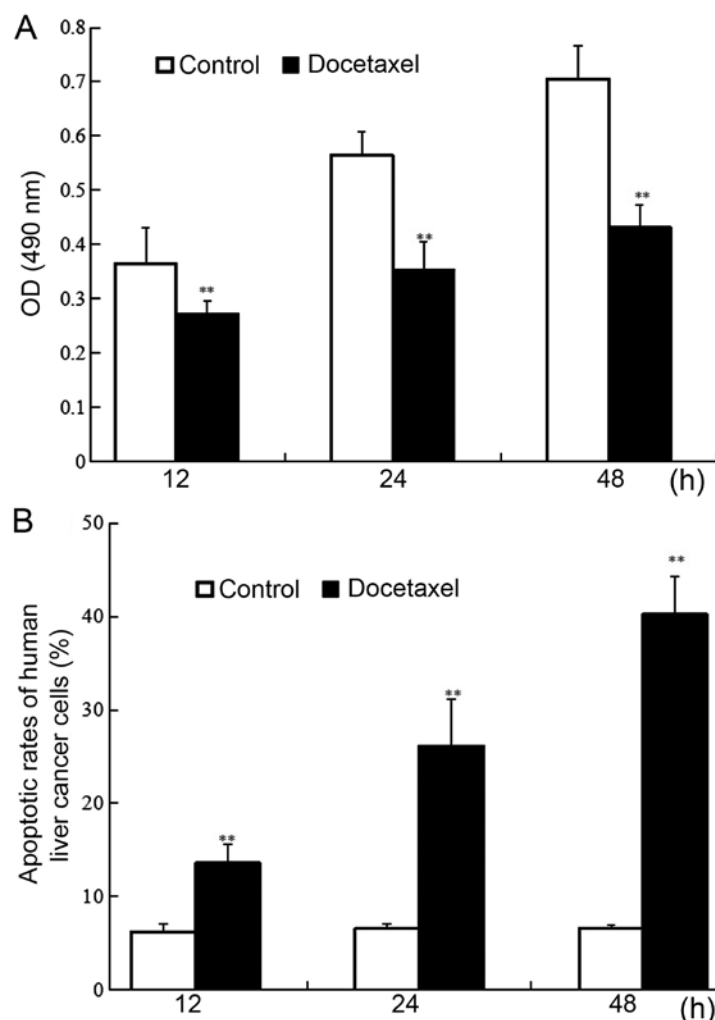 A
0.8
0.7
0.6
0.5
0.4
0.3
0.2
0.1
0
OD (490 nm)
Control Docetaxel
**
**
**
12 24 48 (h)
B
50
40
30
20
10
0
Apoptotic rates of human
liver cancer cells (%)
Control Docetaxel
**
**
**
12 24 48 (h)